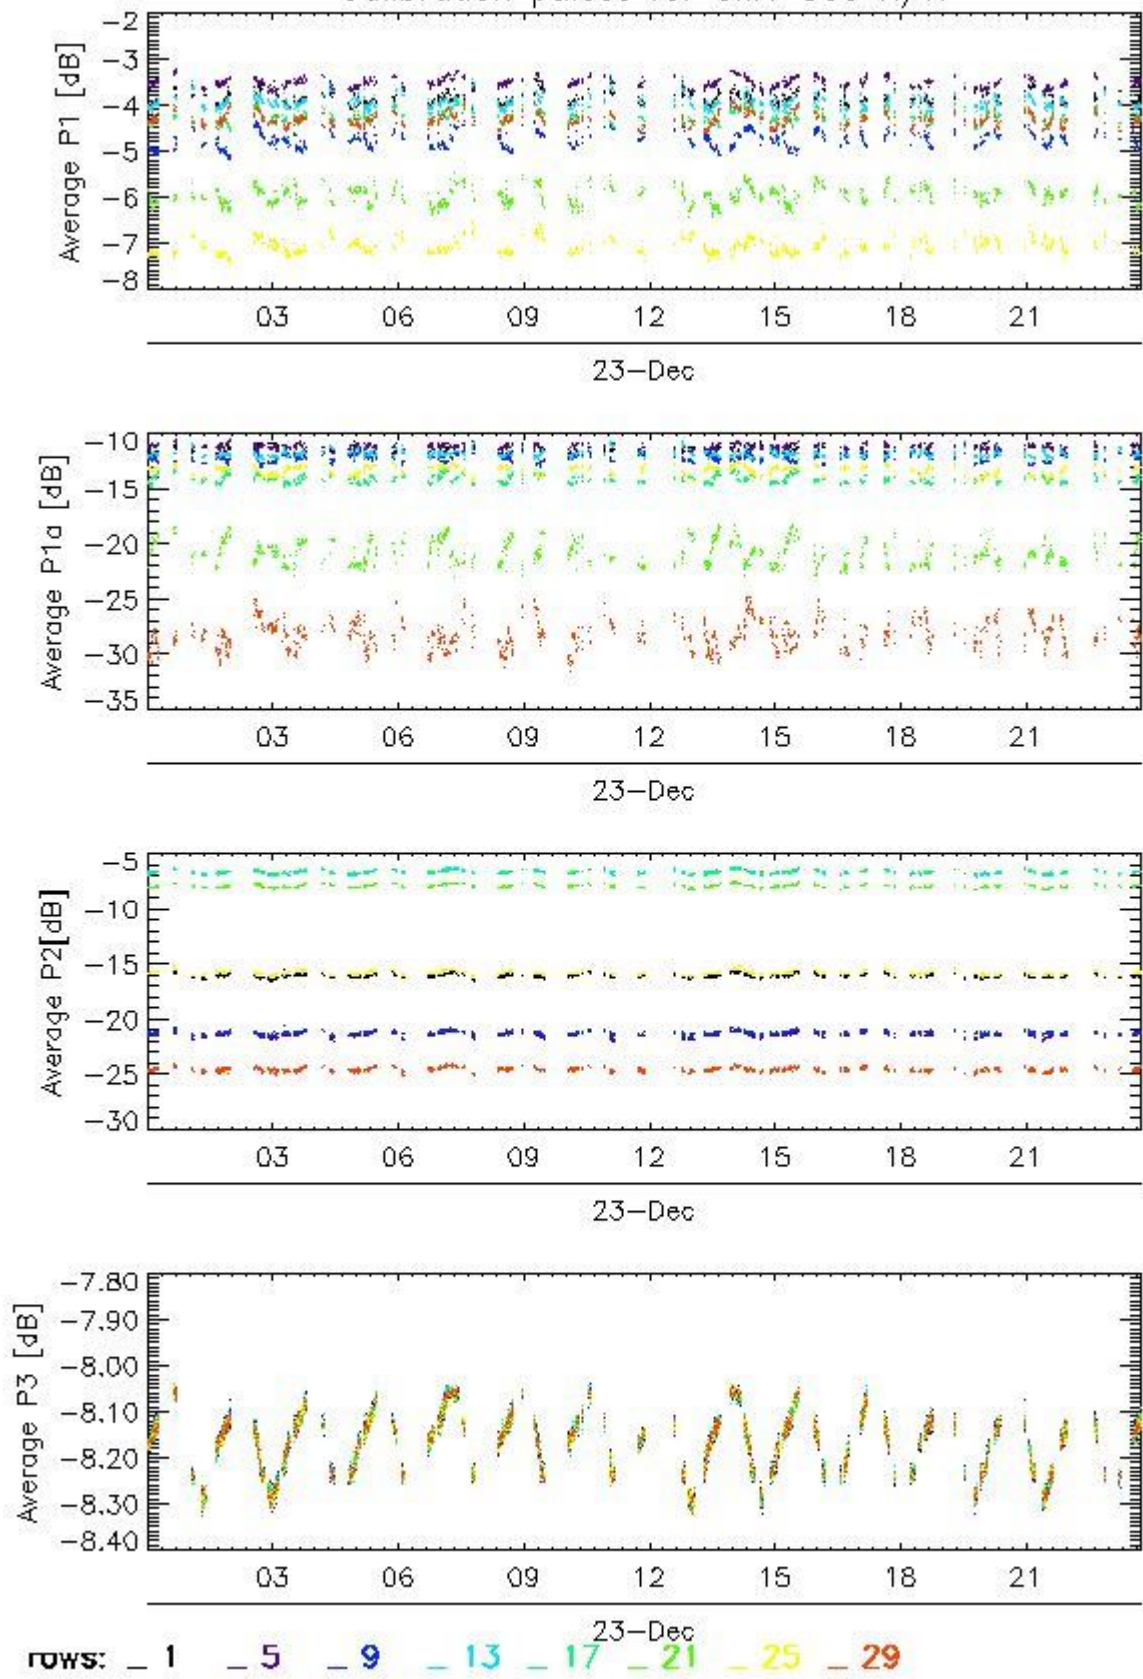 -2
-3
-4
-5
-6
-7
-8
Average P1 [dB]
03 06 09 12 15 18 21
23-Dec
-10
-15
-20
-25
-30
-35
Average P1a [dB]
03 06 09 12 15 18 21
23-Dec
-5
-10
-15
-20
-25
-30
Average P2[dB]
03 06 09 12 15 18 21
23-Dec
-7.80
-7.90
-8.00
-8.10
-8.20
-8.30
-8.40
Average P3 [dB]
03 06 09 12 15 18 21
23-Dec
rows: _ 1 _ 5 _ 9 _ 13 _ 17 _ 21 _ 25 _ 29